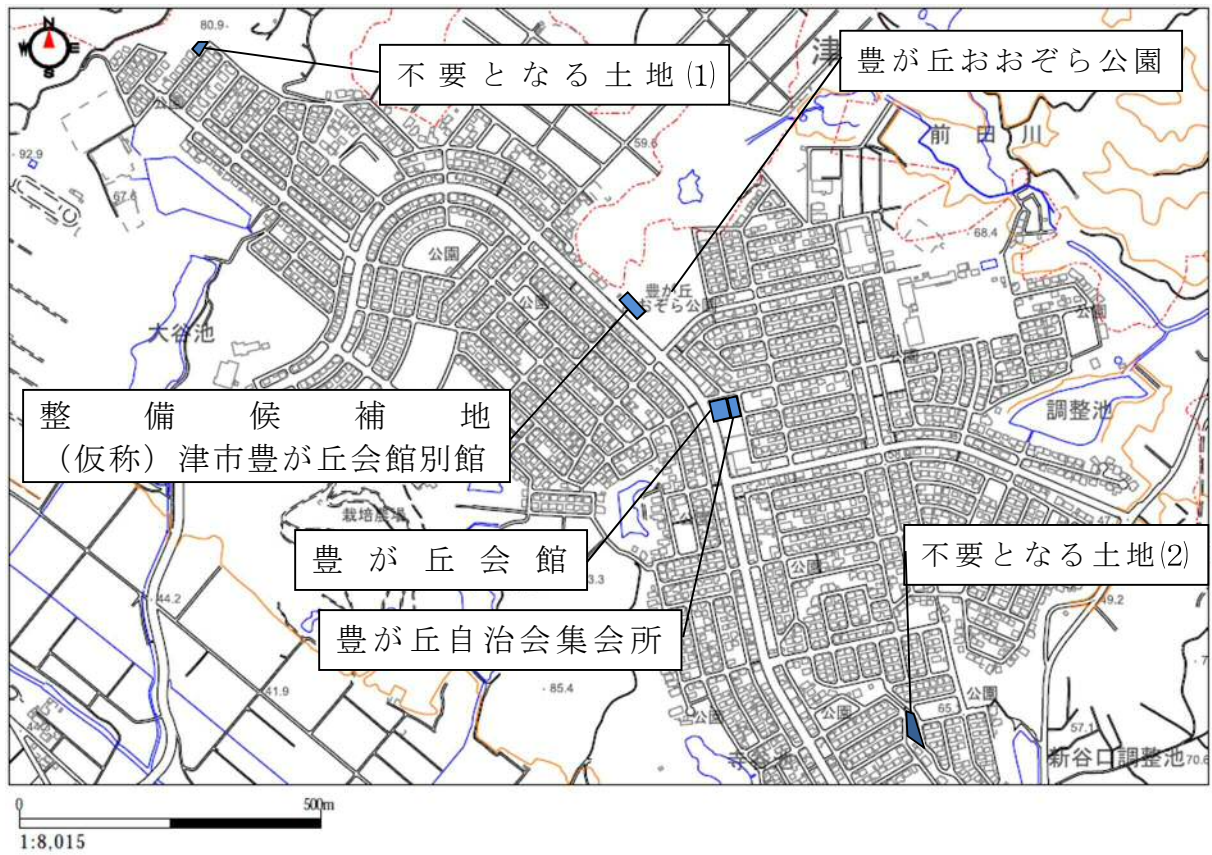 N
W
E
S
80.9
不要となる土地(1)
津
豊が丘おおぞら公園
前田川
公園
59.6
92.9
67.6
68.4
公園
公園
豊が丘
おぞら公園
公園
大谷池
調整池
整備候補地
(仮称)津市豊が丘会館別館
栽培農場
47.2
不要となる土地(2)
豊が丘会館
3.3
公園
44.2
49.2
豊が丘自治会集会所
41.9
85.4
公園
65.1
公園
公園
57.1
新谷口調整池
70.6
0
500m
1:8,015